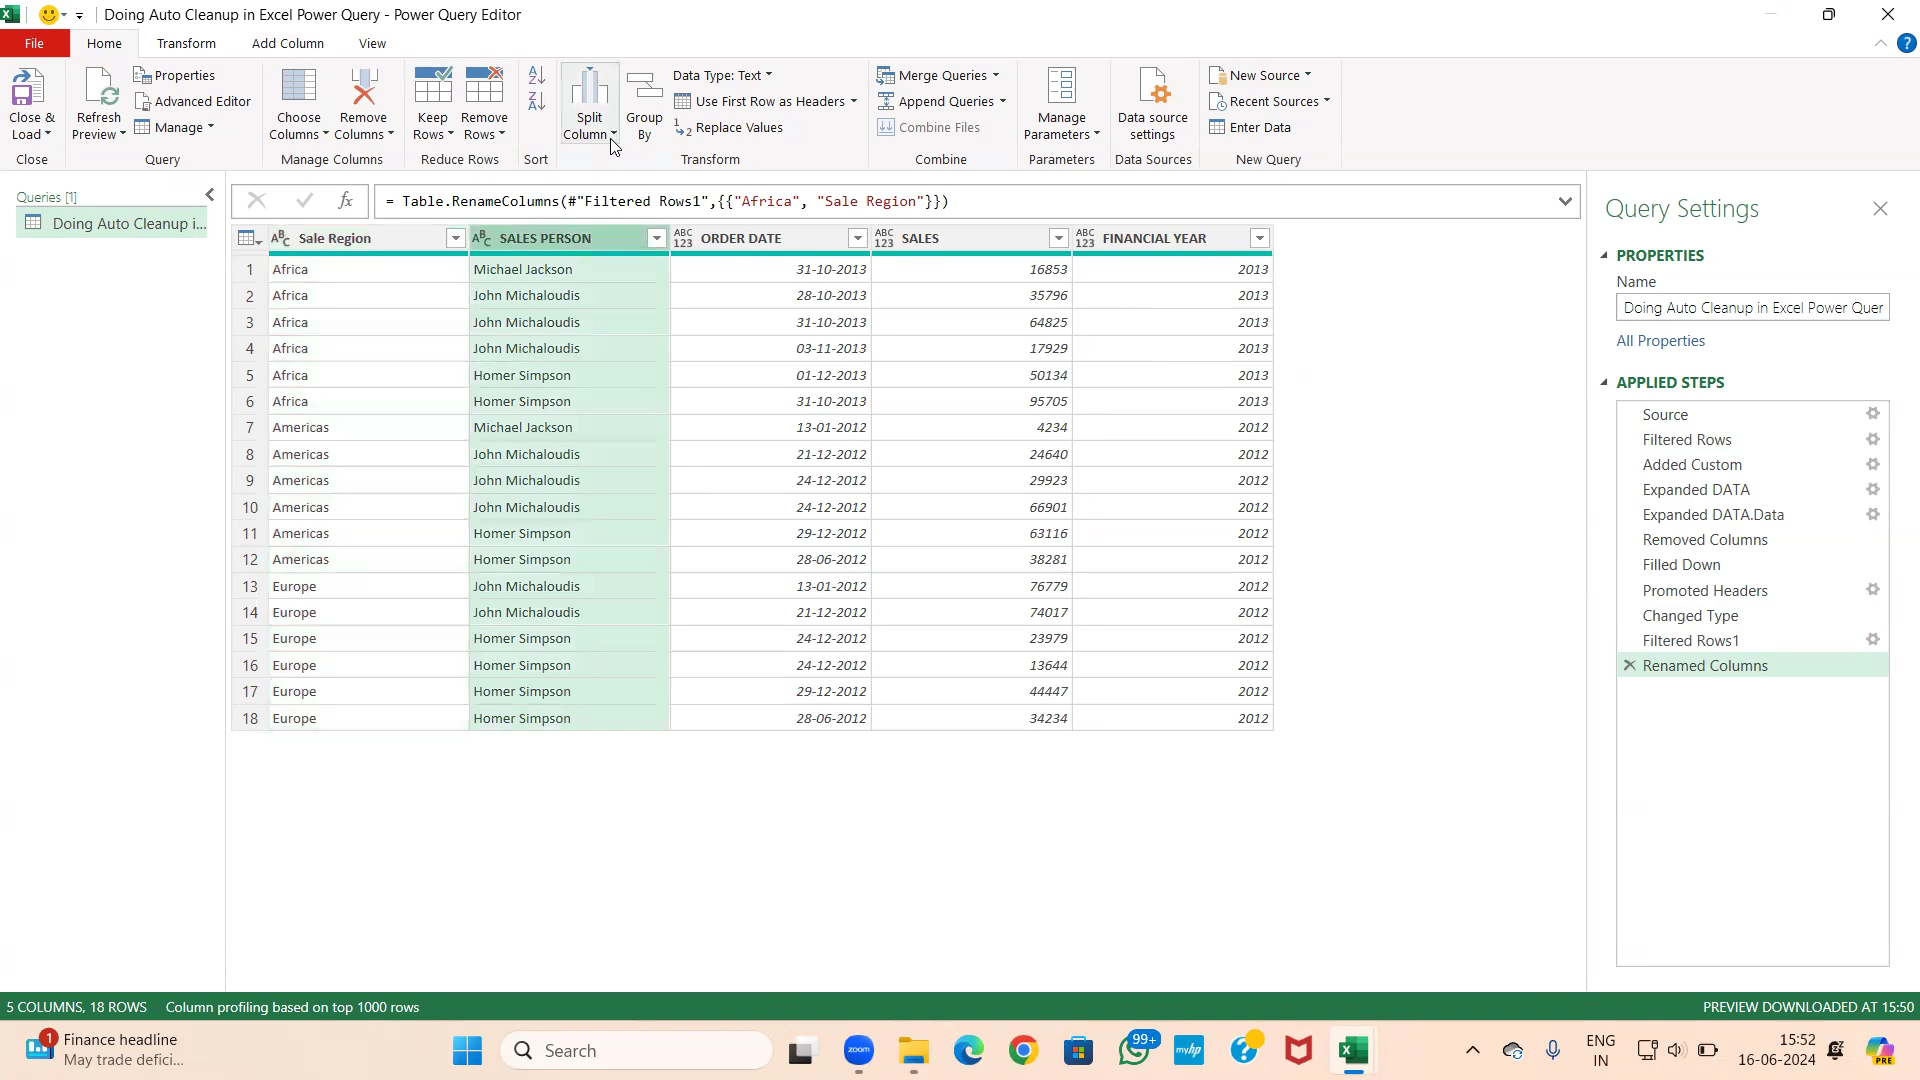 Doing Auto Cleanup in Excel Power Query - Power Query Editor
File Home Transform Add Column View
Close & Load
Refresh Preview
Properties
Advanced Editor
Manage
Choose Columns
Remove Columns
Keep Rows
Remove Rows
A Z
Z A
Split Column
Group By
Data Type: Text
Use First Row as Headers
1 2 Replace Values
Merge Queries
Append Queries
Combine Files
Manage Parameters
Data source settings
New Source
Recent Sources
Enter Data
Close Query Manage Columns Reduce Rows Sort Transform Combine Parameters Data Sources New Query
Queries [1]
Doing Auto Cleanup i...
fx = Table.RenameColumns(#"Filtered Rows1",{{"Africa", "Sale Region"}})
ABC Sale Region ABC SALES PERSON ABC 123 ORDER DATE ABC 123 SALES ABC 123 FINANCIAL YEAR
1 Africa Michael Jackson 31-10-2013 16853 2013
2 Africa John Michaloudis 28-10-2013 35796 2013
3 Africa John Michaloudis 31-10-2013 64825 2013
4 Africa John Michaloudis 03-11-2013 17929 2013
5 Africa Homer Simpson 01-12-2013 50134 2013
6 Africa Homer Simpson 31-10-2013 95705 2013
7 Americas Michael Jackson 13-01-2012 4234 2012
8 Americas John Michaloudis 21-12-2012 24640 2012
9 Americas John Michaloudis 24-12-2012 29923 2012
10 Americas John Michaloudis 24-12-2012 66901 2012
11 Americas Homer Simpson 29-12-2012 63116 2012
12 Americas Homer Simpson 28-06-2012 38281 2012
13 Europe John Michaloudis 13-01-2012 76779 2012
14 Europe John Michaloudis 21-12-2012 74017 2012
15 Europe Homer Simpson 24-12-2012 23979 2012
16 Europe Homer Simpson 24-12-2012 13644 2012
17 Europe Homer Simpson 29-12-2012 44447 2012
18 Europe Homer Simpson 28-06-2012 34234 2012
Query Settings
PROPERTIES
Name
Doing Auto Cleanup in Excel Power Quer
All Properties
APPLIED STEPS
Source
Filtered Rows
Added Custom
Expanded DATA
Expanded DATA.Data
Removed Columns
Filled Down
Promoted Headers
Changed Type
Filtered Rows1
Renamed Columns
5 COLUMNS, 18 ROWS Column profiling based on top 1000 rows PREVIEW DOWNLOADED AT 15:50
1
Finance headline
May trade defici...
Search
zoom
99+
myhp
ENG
IN
15:52
16-06-2024
PRE